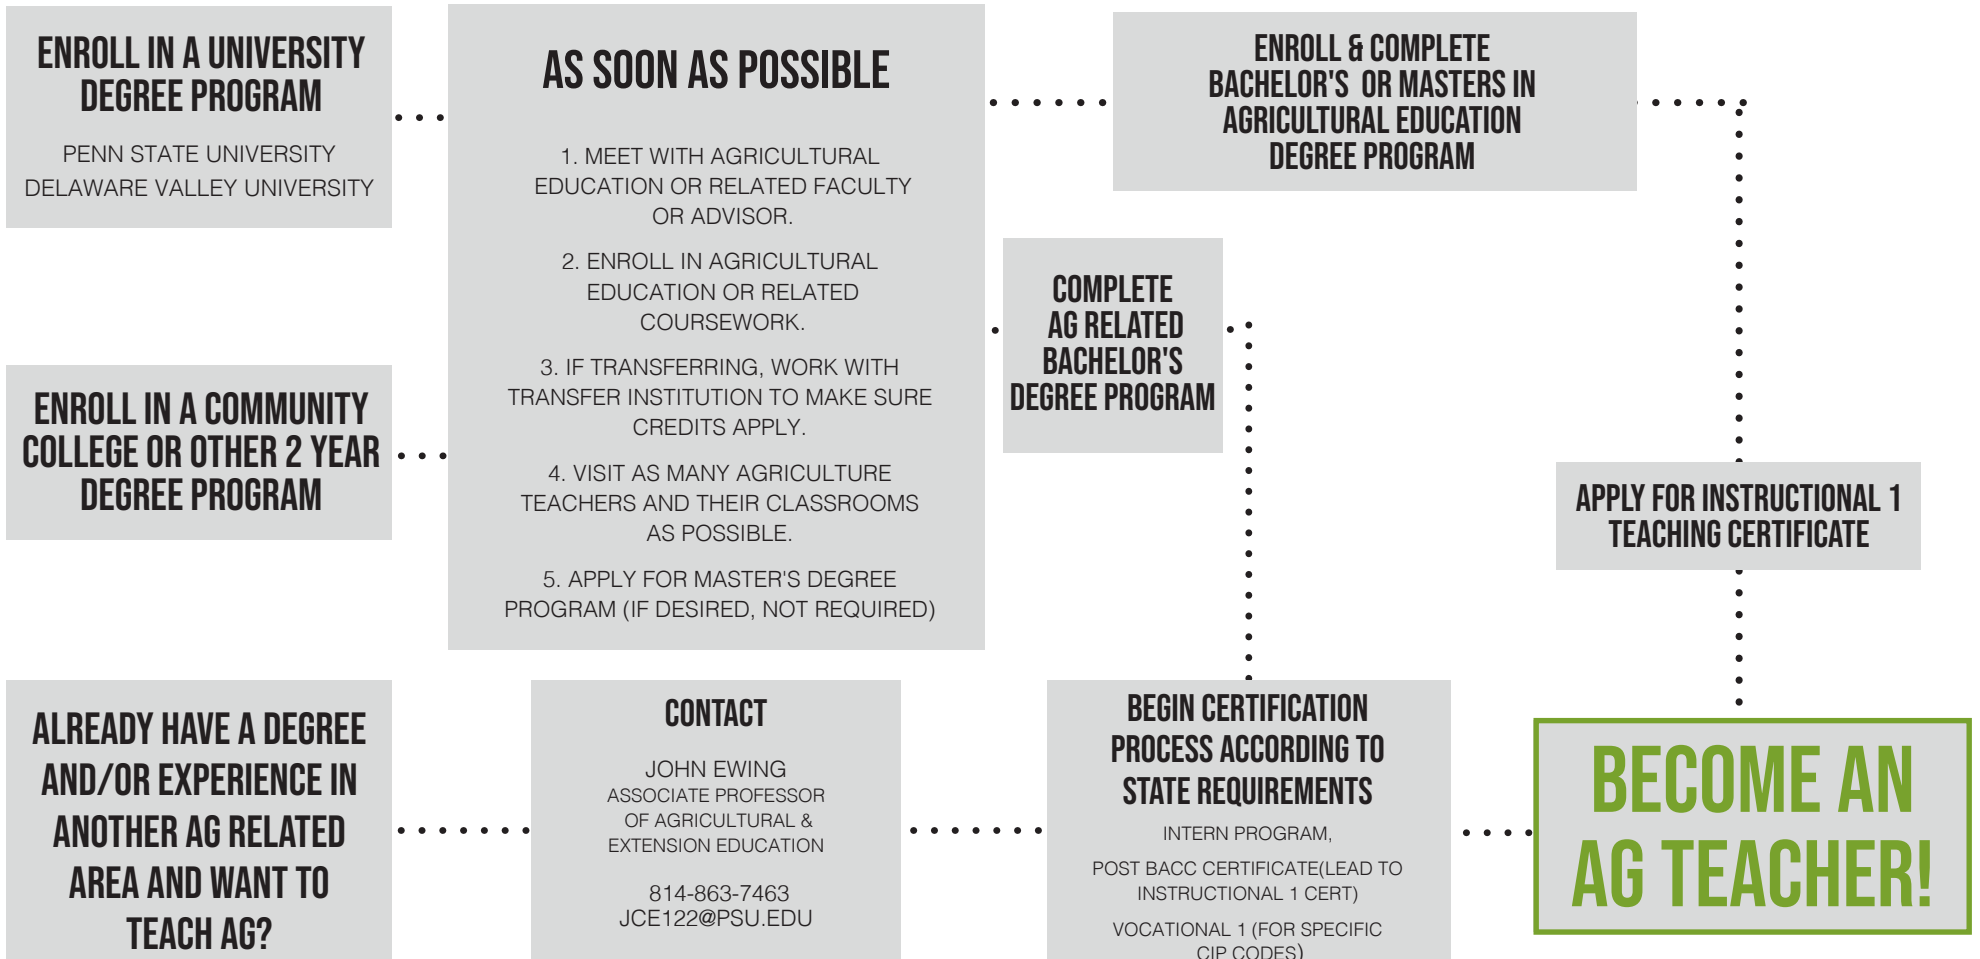 ENROLL IN A UNIVERSITY
DEGREE PROGRAM
PENN STATE UNIVERSITY
DELAWARE VALLEY UNIVERSITY
ENROLL IN A COMMUNITY
COLLEGE OR OTHER 2 YEAR
DEGREE PROGRAM
AS SOON AS POSSIBLE
1. MEET WITH AGRICULTURAL
EDUCATION OR RELATED FACULTY
OR ADVISOR.
2. ENROLL IN AGRICULTURAL
EDUCATION OR RELATED
COURSEWORK.
3. IF TRANSFERRING, WORK WITH
TRANSFER INSTITUTION TO MAKE SURE
CREDITS APPLY.
4. VISIT AS MANY AGRICULTURE
TEACHERS AND THEIR CLASSROOMS
AS POSSIBLE.
5. APPLY FOR MASTER'S DEGREE
PROGRAM (IF DESIRED, NOT REQUIRED)
ENROLL & COMPLETE
BACHELOR'S OR MASTERS IN
AGRICULTURAL EDUCATION
DEGREE PROGRAM
COMPLETE
AG RELATED
BACHELOR'S
DEGREE PROGRAM
APPLY FOR INSTRUCTIONAL 1
TEACHING CERTIFICATE
ALREADY HAVE A DEGREE
AND/OR EXPERIENCE IN
ANOTHER AG RELATED
AREA AND WANT TO
TEACH AG?
CONTACT
JOHN EWING
ASSOCIATE PROFESSOR
OF AGRICULTURAL &
EXTENSION EDUCATION
814-863-7463
JCE122@PSU.EDU
BEGIN CERTIFICATION
PROCESS ACCORDING TO
STATE REQUIREMENTS
INTERN PROGRAM,
POST BACC CERTIFICATE(LEAD TO
INSTRUCTIONAL 1 CERT)
VOCATIONAL 1 (FOR SPECIFIC
CIP CODES)
BECOME AN
AG TEACHER!